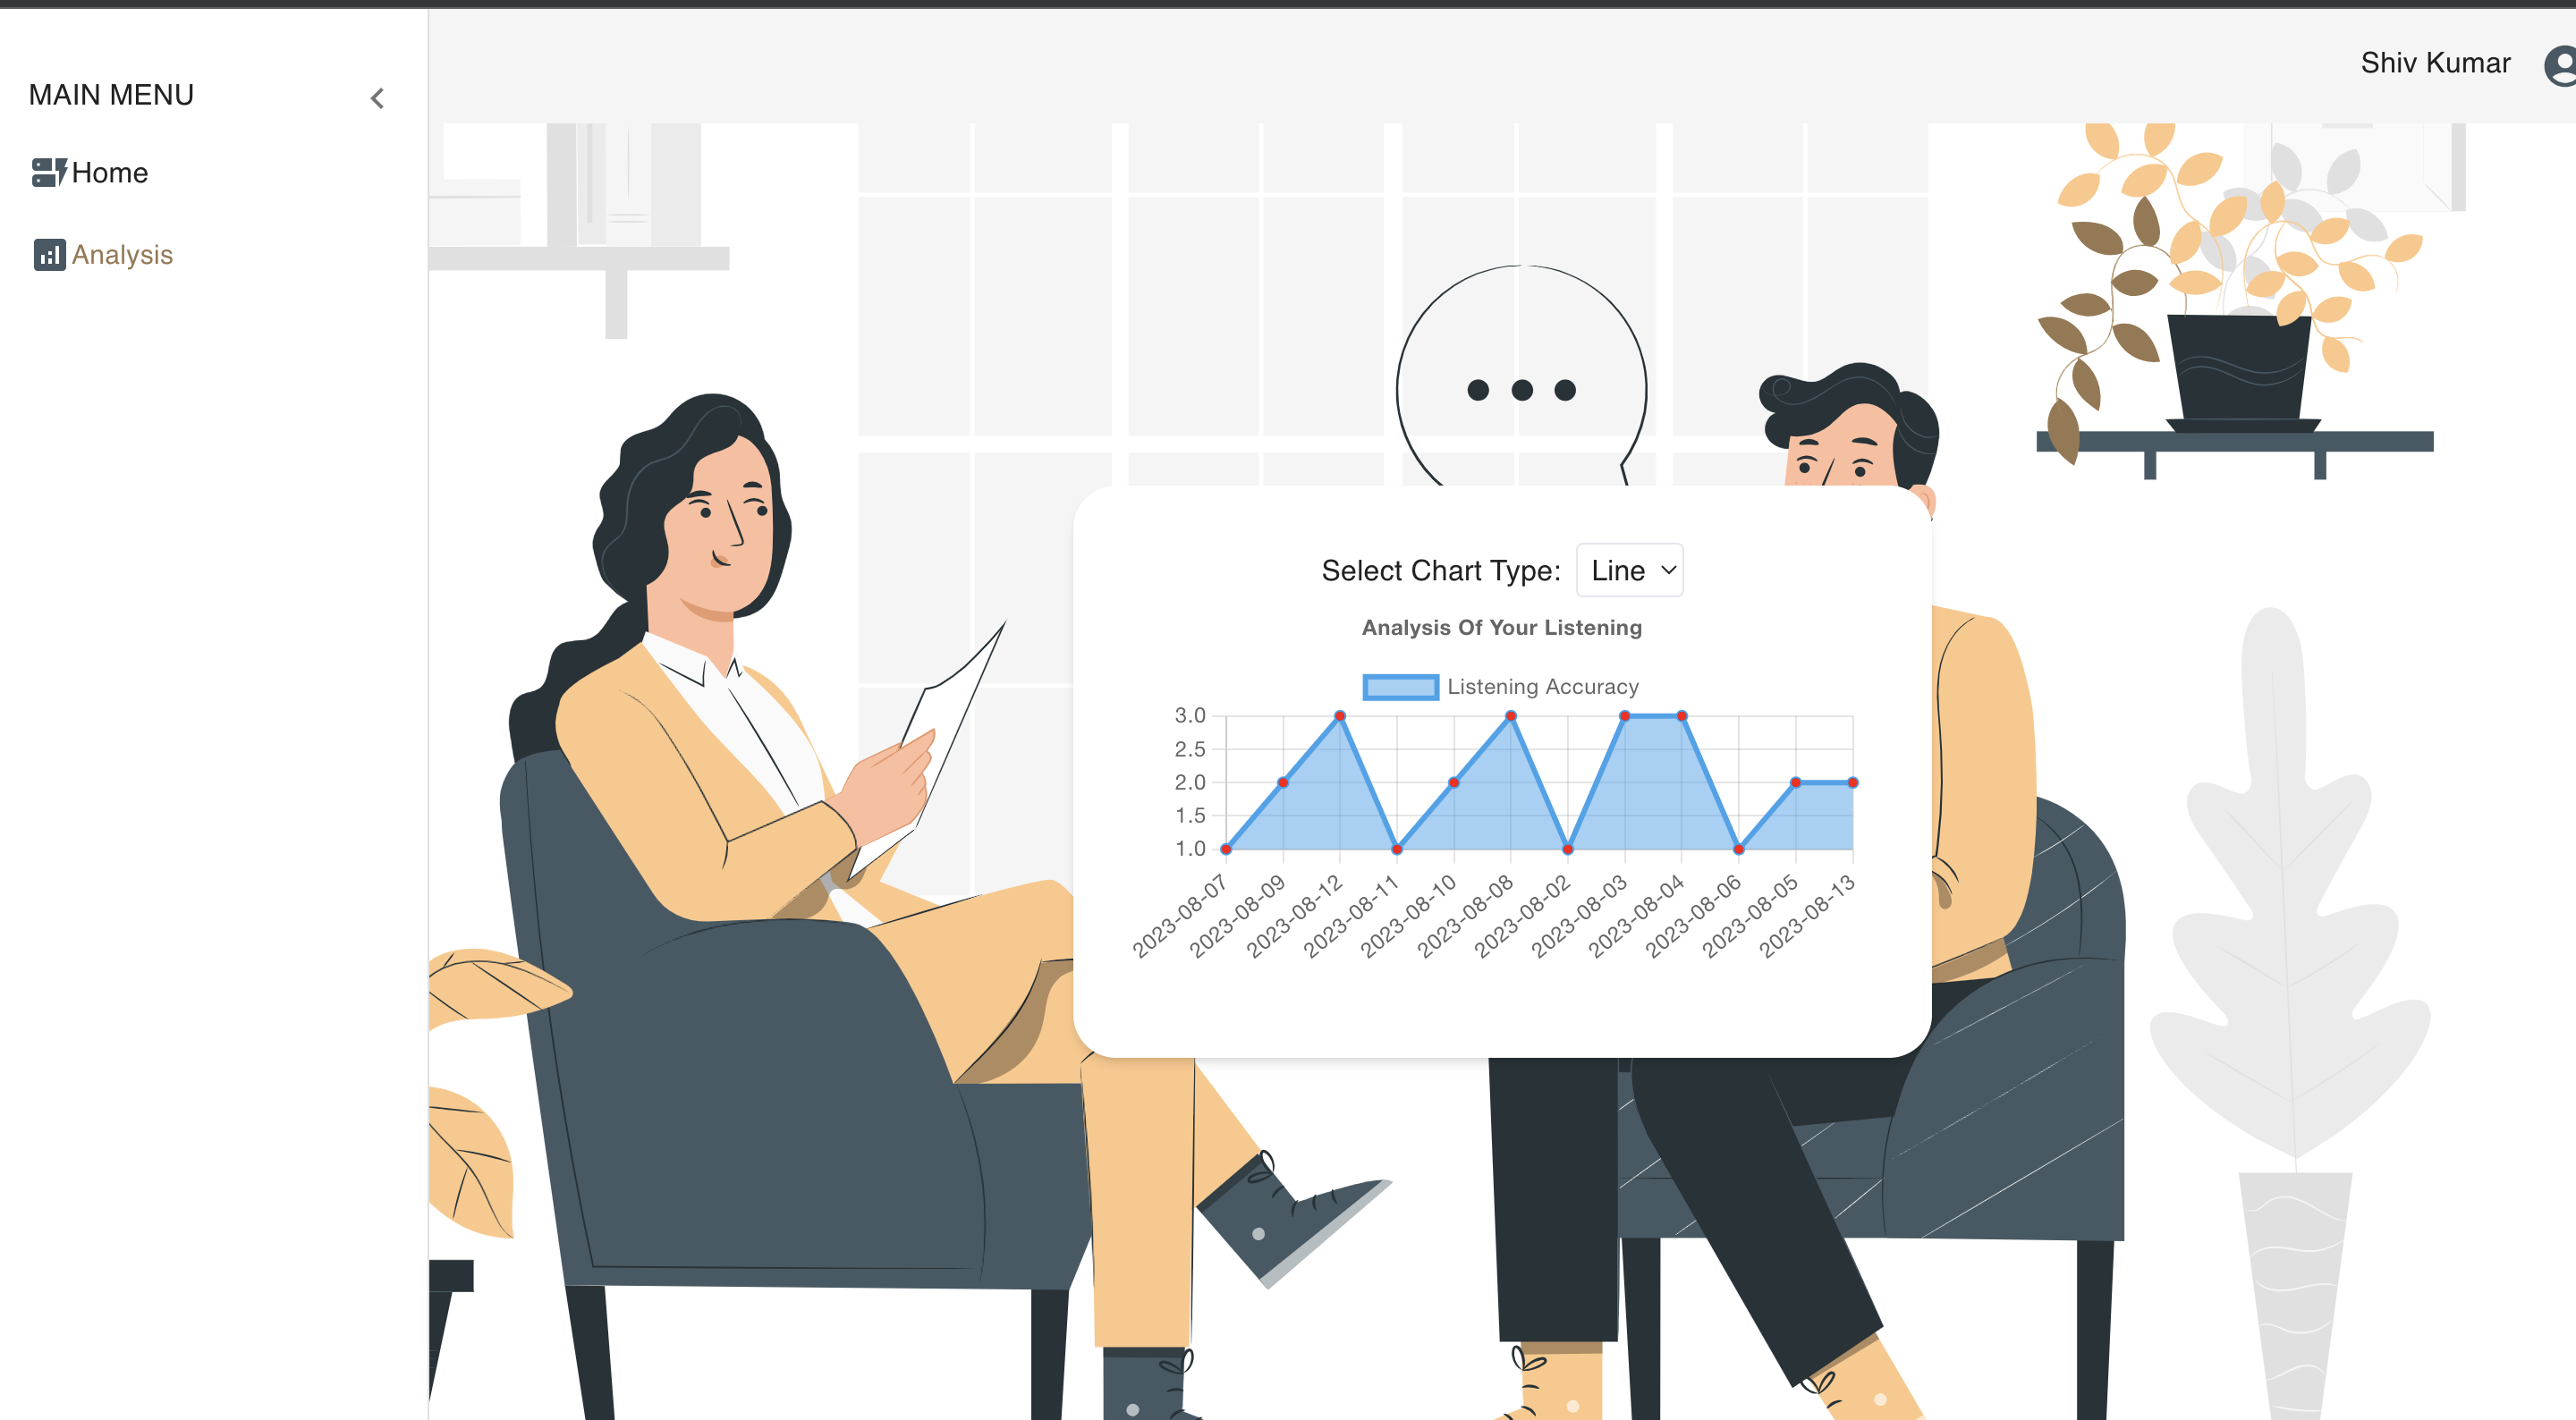 Shiv Kumar
MAIN MENU
Home
Analysis
Select Chart Type: Line
Analysis Of Your Listening
Listening Accuracy
3.0
2.5
2.0
1.5
1.0
2023-08-07
2023-08-09
2023-08-12
2023-08-11
2023-08-10
2023-08-08
2023-08-02
2023-08-03
2023-08-04
2023-08-06
2023-08-05
2023-08-13